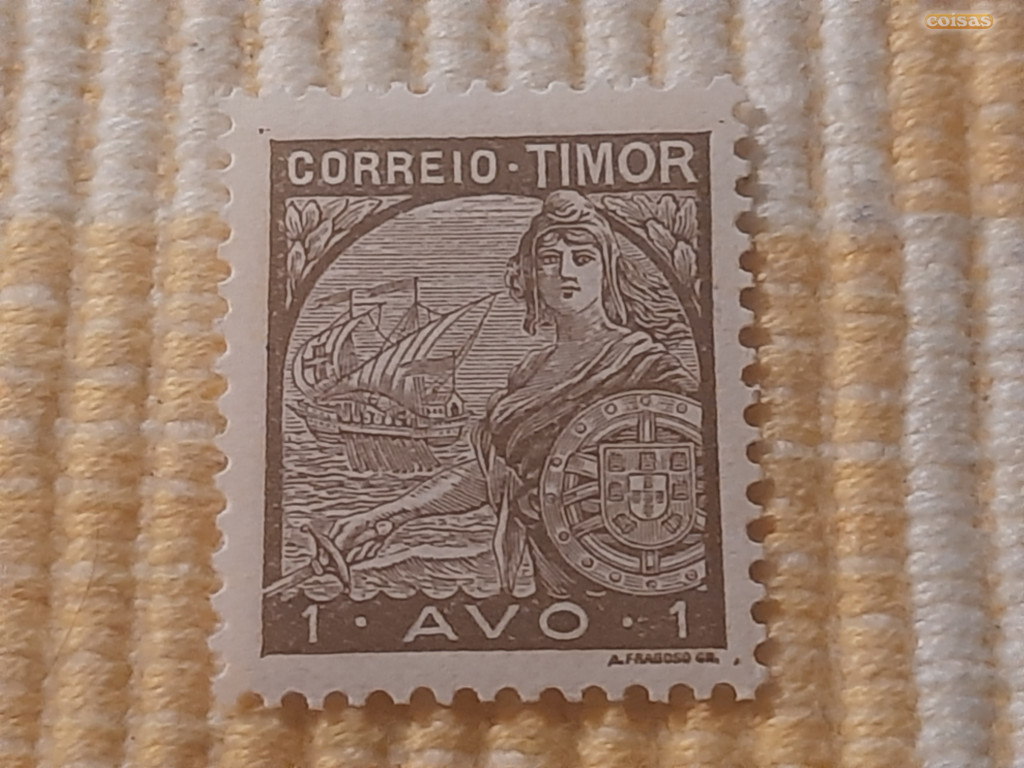 coisas
CORREIO · TIMOR
1 · AVO · 1
A. FRAGOSO GR.